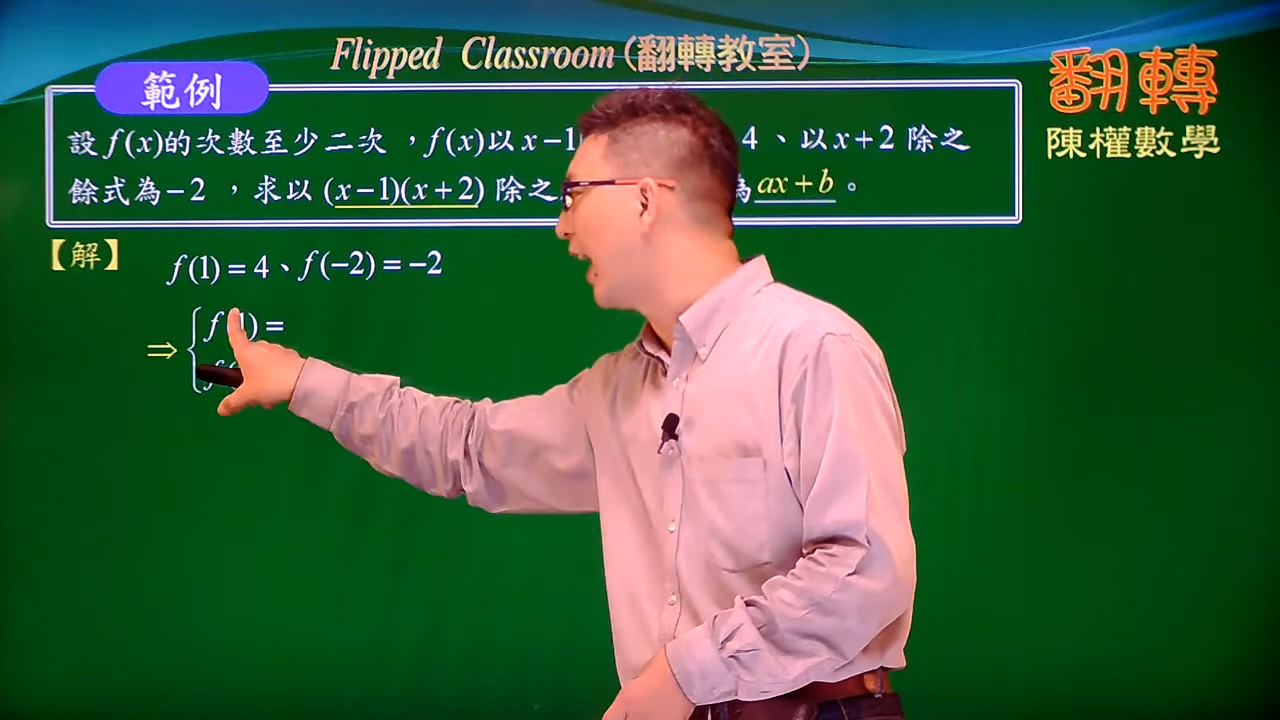 Flipped Classroom (翻轉教室)
翻轉
陳權數學
範例
設 f(x)的次數至少二次 ，f(x)以 x−1 4 、以 x+2 除之
餘式為−2 ，求以 (x−1)(x+2) 除之 為 ax+b 。
【解】
f(1)=4、f(−2)=−2
⇒ { f(1) =